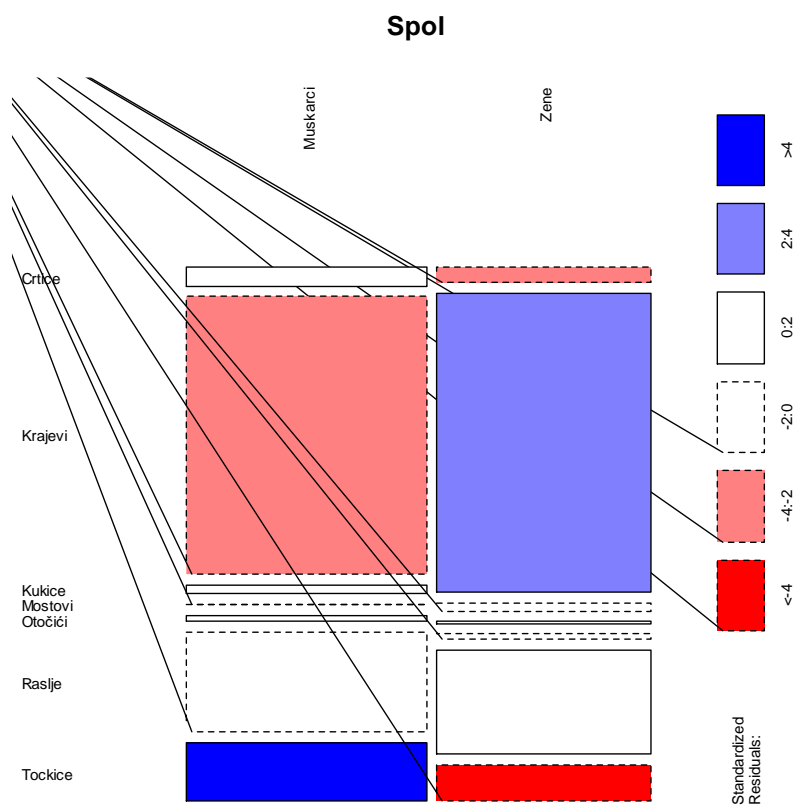 Spol
Muskarci
Zene
Crtice
Krajevi
Kukice
Mostovi
Otočići
Raslje
Tockice
>4
2:4
0:2
-2:0
-4:-2
<-4
Standardized
Residuals: